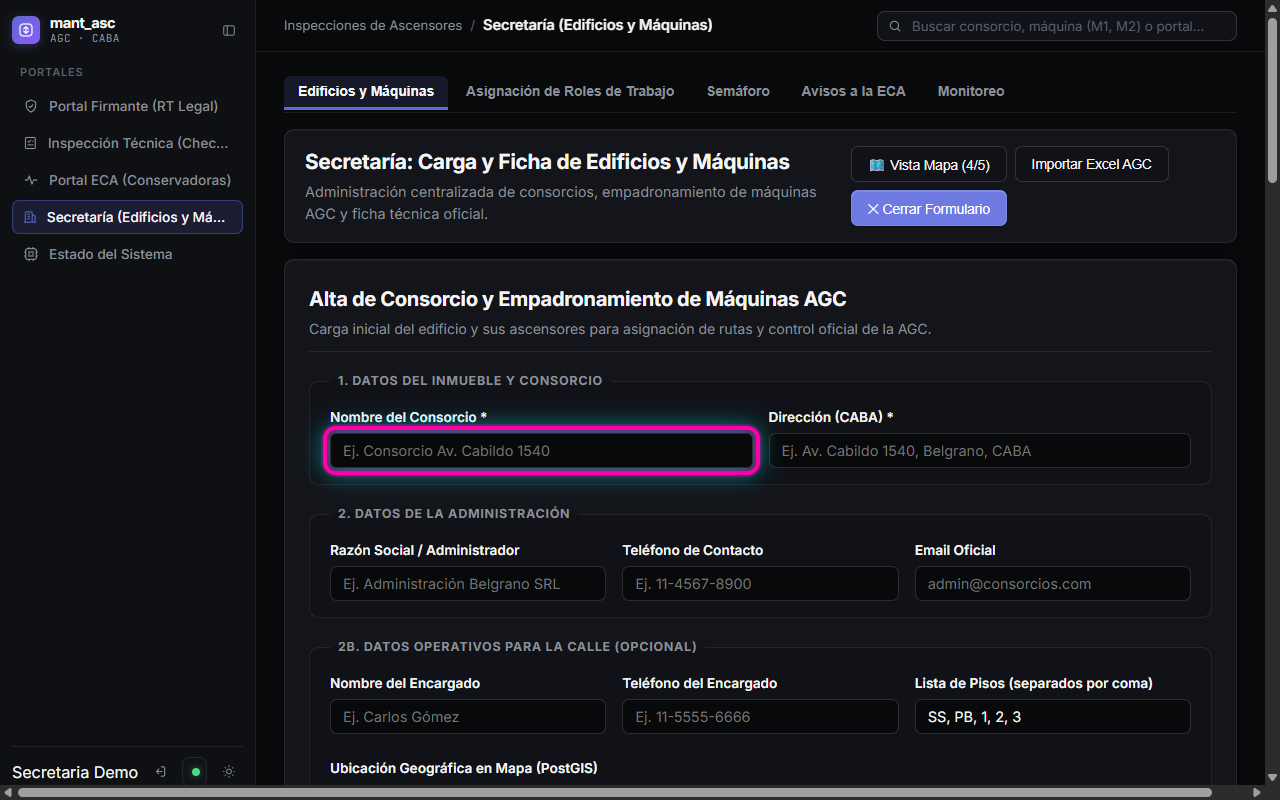 mant_asc
AGC · CABA
PORTALES
Portal Firmante (RT Legal)
Inspección Técnica (Chec...
Portal ECA (Conservadoras)
Secretaría (Edificios y Má...
Estado del Sistema
Secretaria Demo
Inspecciones de Ascensores / Secretaría (Edificios y Máquinas)
Buscar consorcio, máquina (M1, M2) o portal...
Edificios y Máquinas
Asignación de Roles de Trabajo
Semáforo
Avisos a la ECA
Monitoreo
Secretaría: Carga y Ficha de Edificios y Máquinas
Administración centralizada de consorcios, empadronamiento de máquinas
AGC y ficha técnica oficial.
Vista Mapa (4/5)
Importar Excel AGC
Cerrar Formulario
Alta de Consorcio y Empadronamiento de Máquinas AGC
Carga inicial del edificio y sus ascensores para asignación de rutas y control oficial de la AGC.
1. DATOS DEL INMUEBLE Y CONSORCIO
Nombre del Consorcio *
Ej. Consorcio Av. Cabildo 1540
Dirección (CABA) *
Ej. Av. Cabildo 1540, Belgrano, CABA
2. DATOS DE LA ADMINISTRACIÓN
Razón Social / Administrador
Ej. Administración Belgrano SRL
Teléfono de Contacto
Ej. 11-4567-8900
Email Oficial
admin@consorcios.com
2B. DATOS OPERATIVOS PARA LA CALLE (OPCIONAL)
Nombre del Encargado
Ej. Carlos Gómez
Teléfono del Encargado
Ej. 11-5555-6666
Lista de Pisos (separados por coma)
SS, PB, 1, 2, 3
Ubicación Geográfica en Mapa (PostGIS)